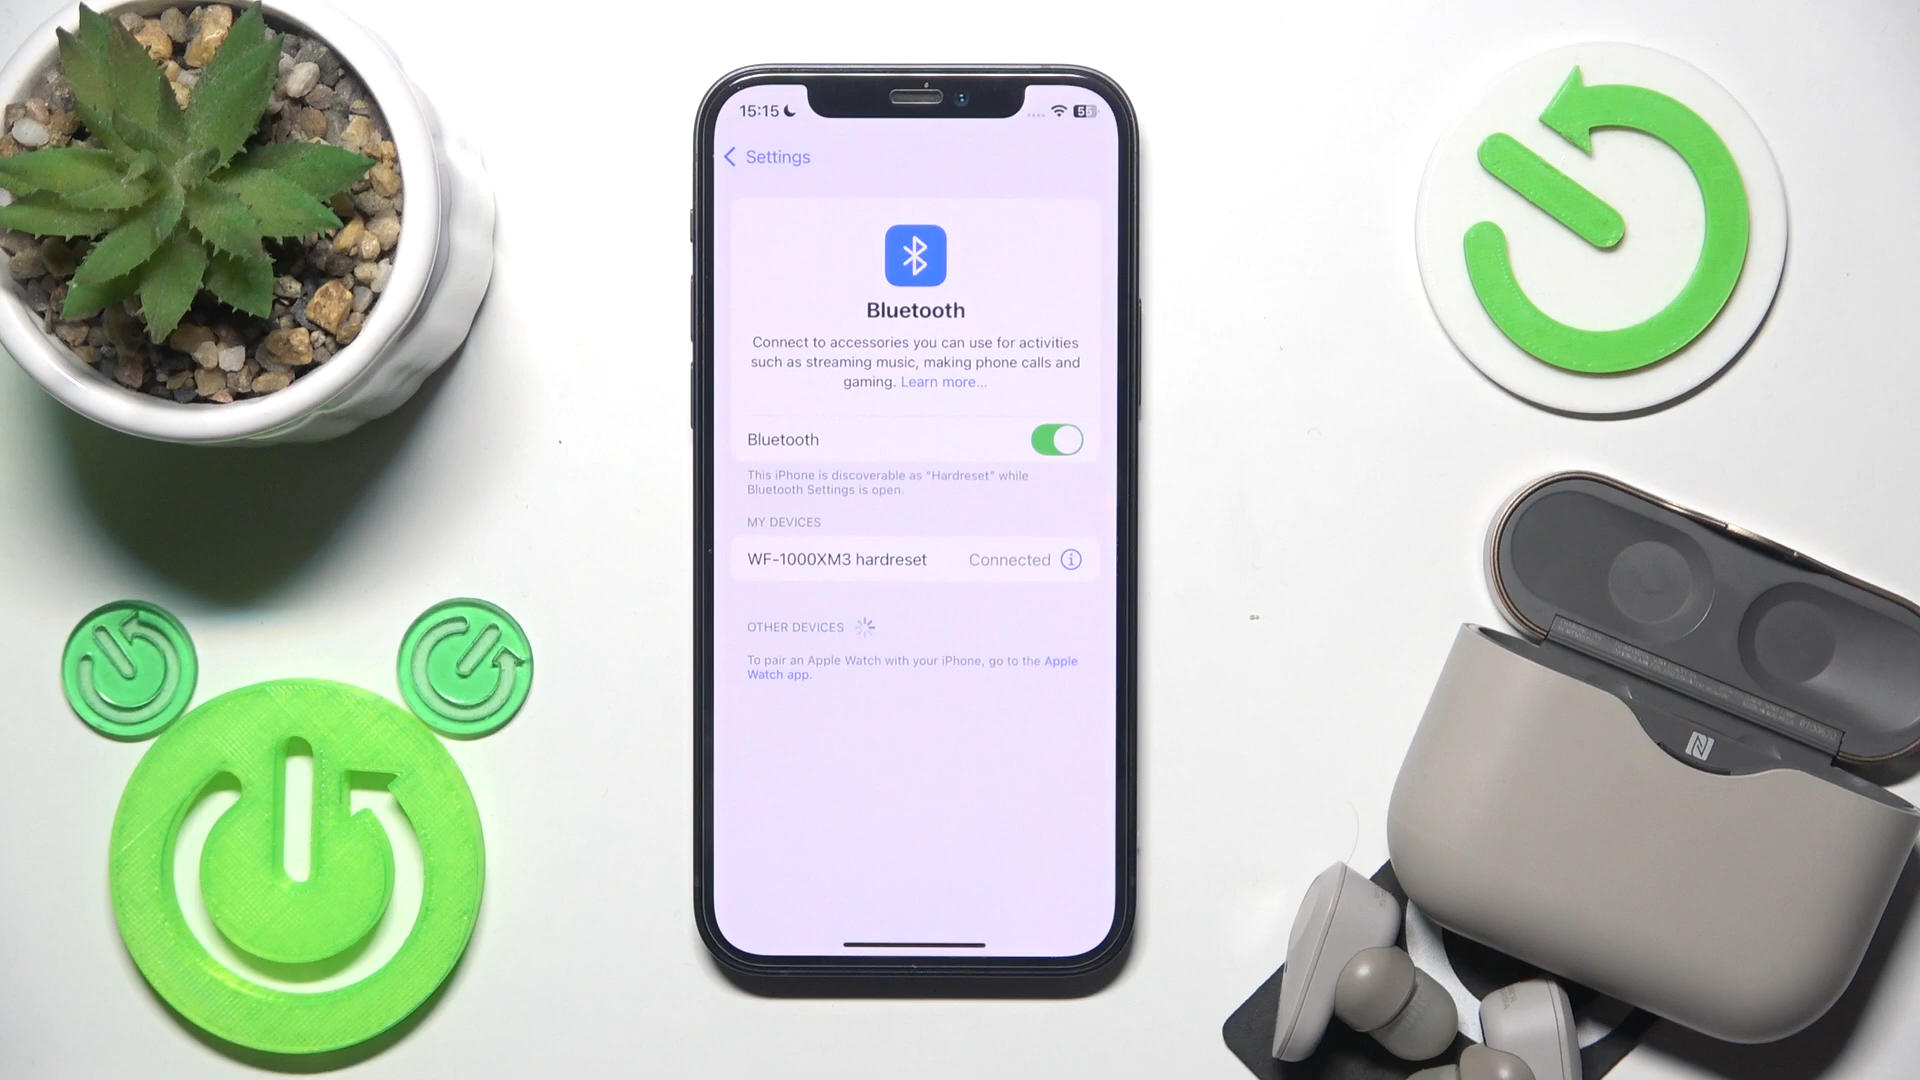 15:15
55
Settings
Bluetooth
Connect to accessories you can use for activities
such as streaming music, making phone calls and
gaming. Learn more...
Bluetooth
This iPhone is discoverable as "Hardreset" while
Bluetooth Settings is open.
MY DEVICES
WF-1000XM3 hardreset Connected
OTHER DEVICES
To pair an Apple Watch with your iPhone, go to the Apple
Watch app.